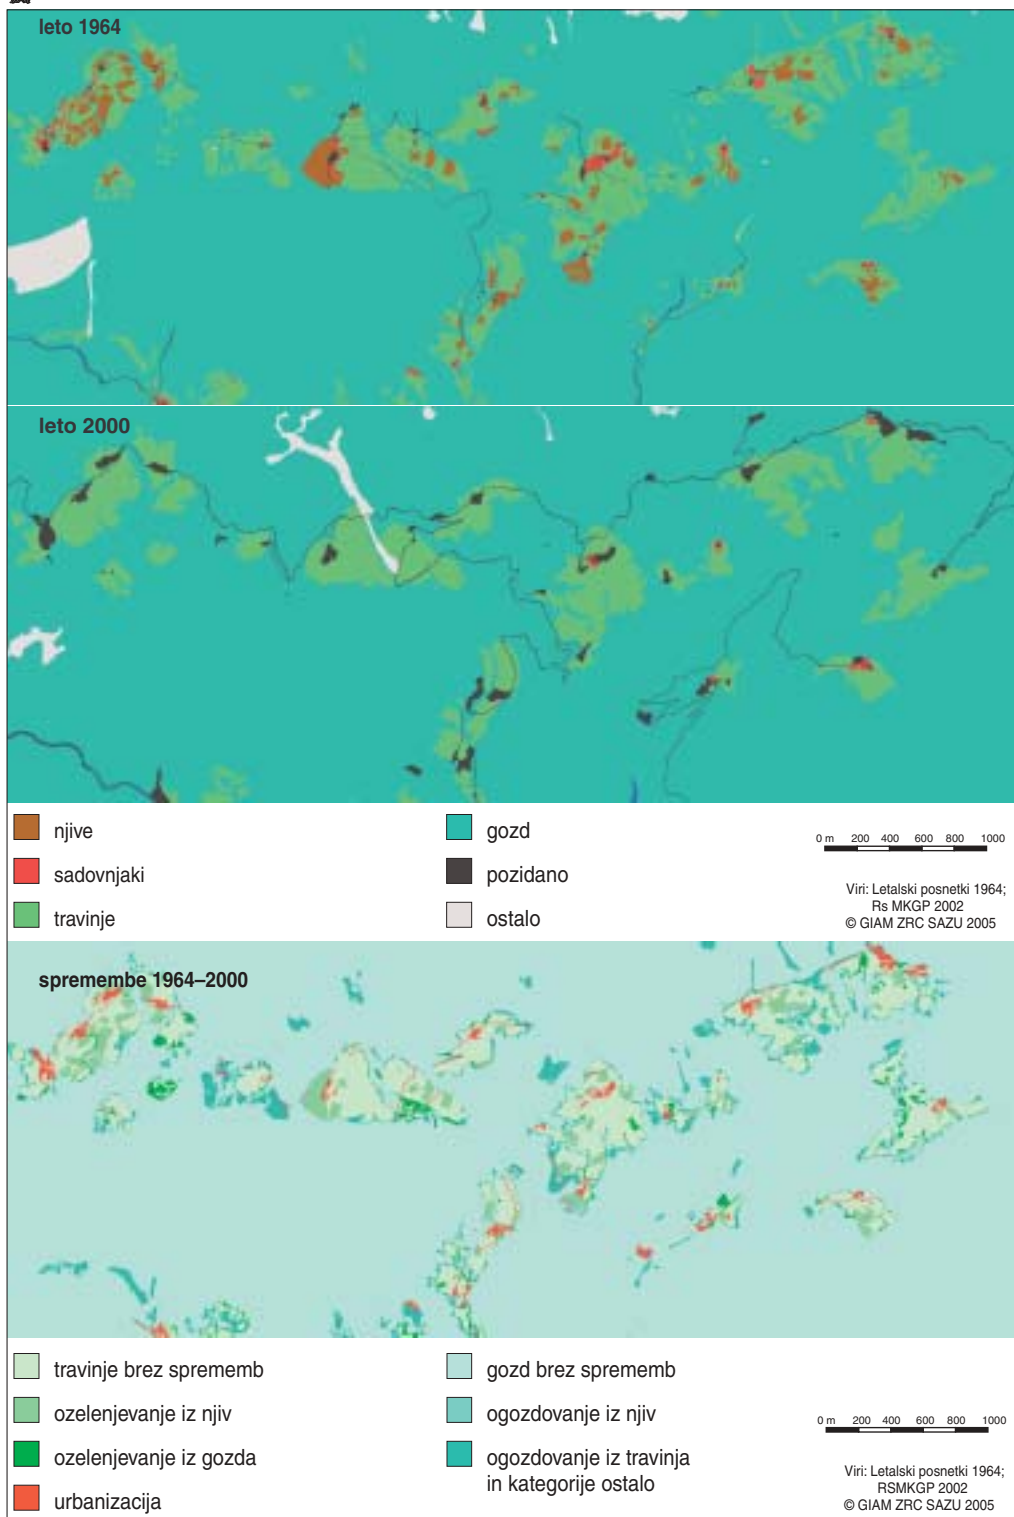 leto 1964
leto 2000
njive
sadovnjaki
travinje
gozd
pozidano
ostalo
0 m 200 400 600 800 1000
Viri: Letalski posnetki 1964;
Rs MKGP 2002
© GIAM ZRC SAZU 2005
spremembe 1964–2000
travinje brez sprememb
ozelenjevanje iz njiv
ozelenjevanje iz gozda
urbanizacija
gozd brez sprememb
ogozdovanje iz njiv
ogozdovanje iz travinja
in kategorije ostalo
0 m 200 400 600 800 1000
Viri: Letalski posnetki 1964;
RSMKGP 2002
© GIAM ZRC SAZU 2005